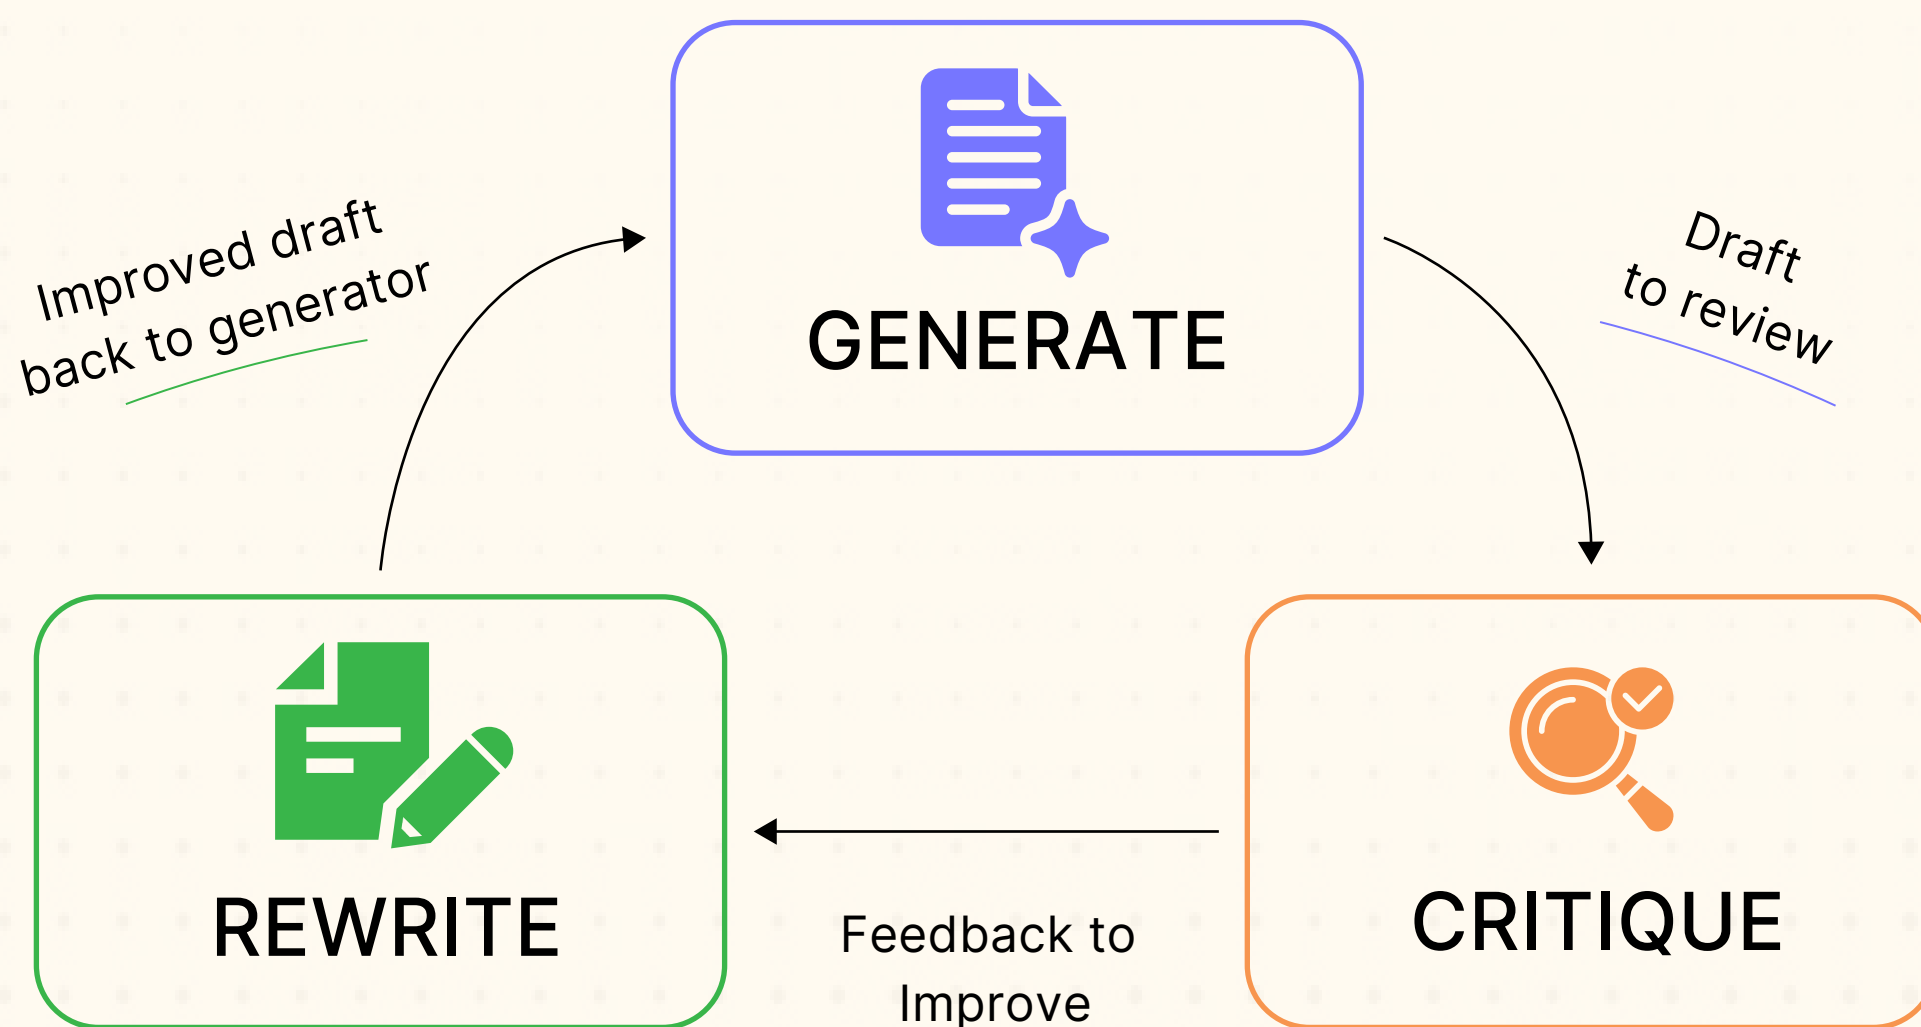 GENERATE
Improved draft
back to generator
Draft
to review
REWRITE
Feedback to
Improve
CRITIQUE